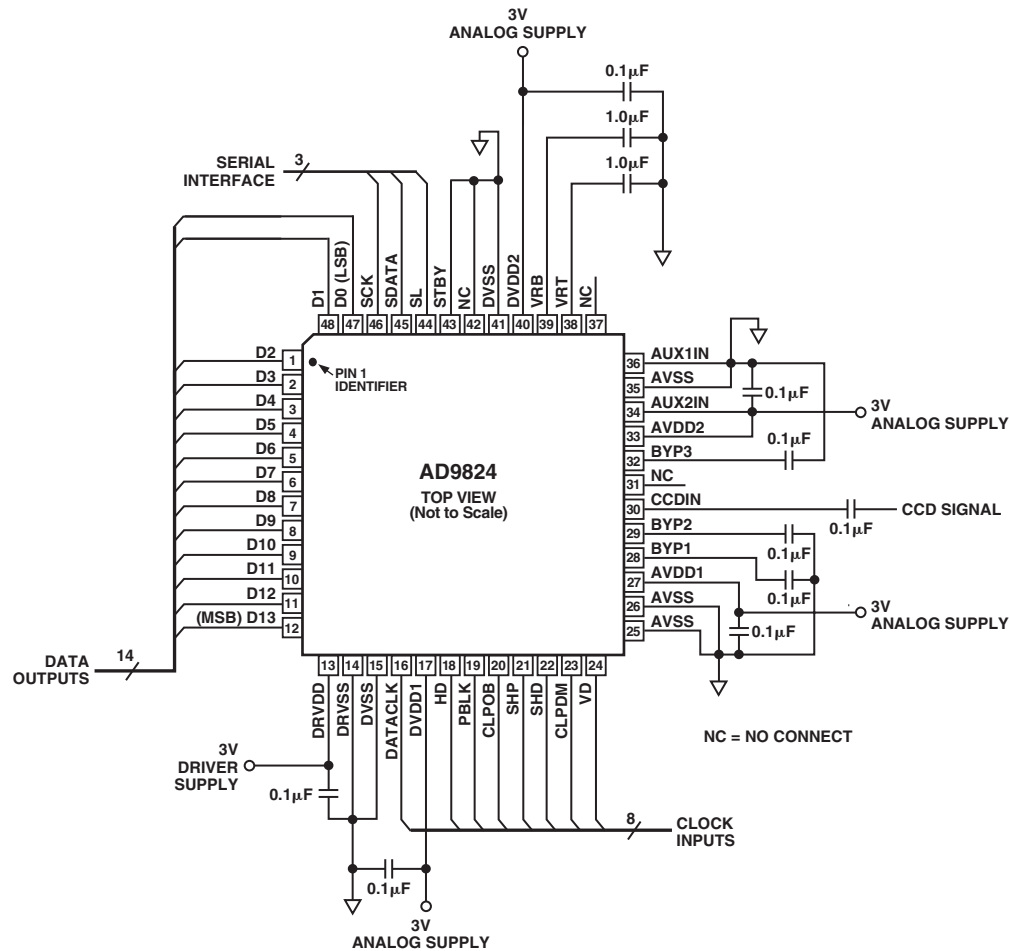 3V
ANALOG SUPPLY
0.1µF
1.0µF
1.0µF
SERIAL
INTERFACE
3
D1
D0 (LSB)
SCK
SDATA
SL
STBY
NC
DVSS
DVDD2
VRB
VRT
NC
48 47 46 45 44 43 42 41 40 39 38 37
D2 1
D3 2
D4 3
D5 4
D6 5
D7 6
D8 7
D9 8
D10 9
D11 10
D12 11
(MSB) D13 12
DATA
OUTPUTS
14
PIN 1
IDENTIFIER
AD9824
TOP VIEW
(Not to Scale)
36 AUX1IN
35 AVSS
34 AUX2IN
33 AVDD2
32 BYP3
31 NC
30 CCDIN
29 BYP2
28 BYP1
27 AVDD1
26 AVSS
25 AVSS
0.1µF
3V
ANALOG SUPPLY
0.1µF
CCD SIGNAL
0.1µF
0.1µF
0.1µF
3V
ANALOG SUPPLY
0.1µF
13 14 15 16 17 18 19 20 21 22 23 24
DRVDD
DRVSS
DVSS
DATACLK
DVDD1
HD
PBLK
CLPOB
SHP
SHD
CLPDM
VD
NC = NO CONNECT
3V
DRIVER
SUPPLY
0.1µF
8
CLOCK
INPUTS
0.1µF
3V
ANALOG SUPPLY